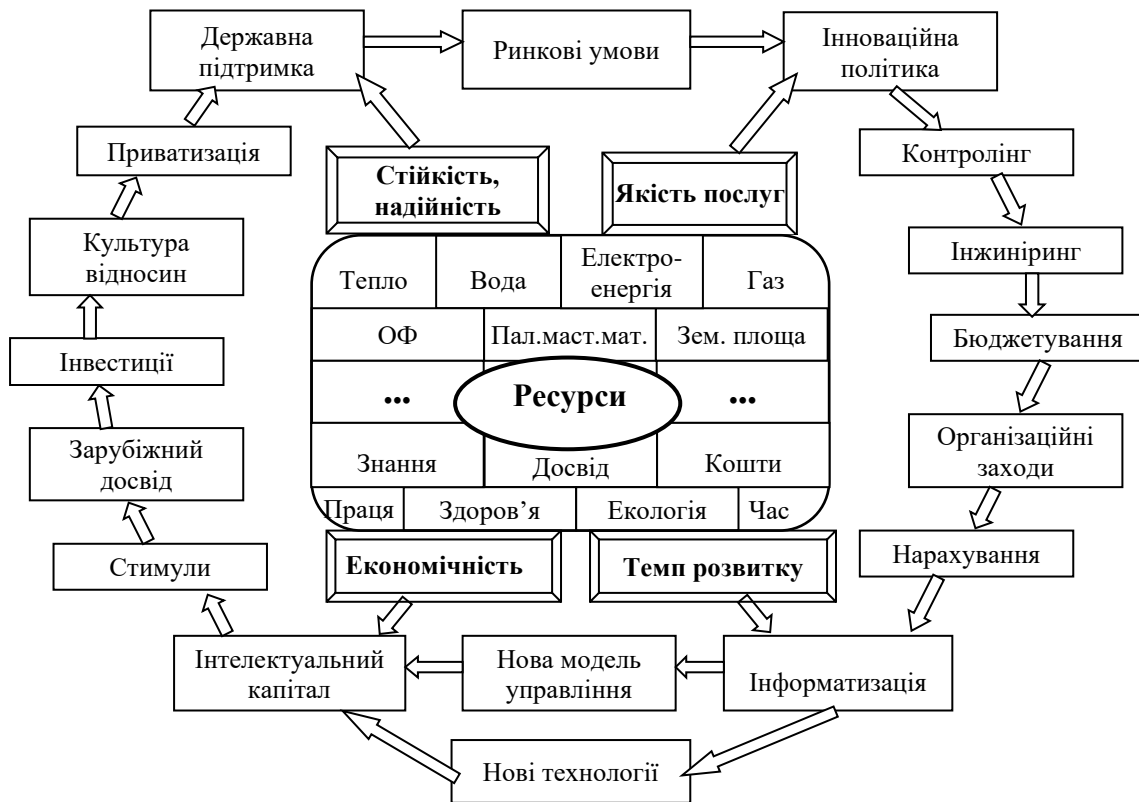 Державна
підтримка
Ринкові умови
Інноваційна
політика
Приватизація
Контролінг
Стійкість,
надійність
Якість послуг
Культура
відносин
Інжиніринг
Тепло
Вода
Електро-
енергія
Газ
Інвестиції
ОФ
Пал.маст.мат.
Зем. площа
Бюджетування
...
Ресурси
...
Зарубіжний
досвід
Знання
Досвід
Кошти
Організаційні
заходи
Праця
Здоров’я
Екологія
Час
Стимули
Економічність
Темп розвитку
Нарахування
Інтелектуальний
капітал
Нова модель
управління
Інформатизація
Нові технології